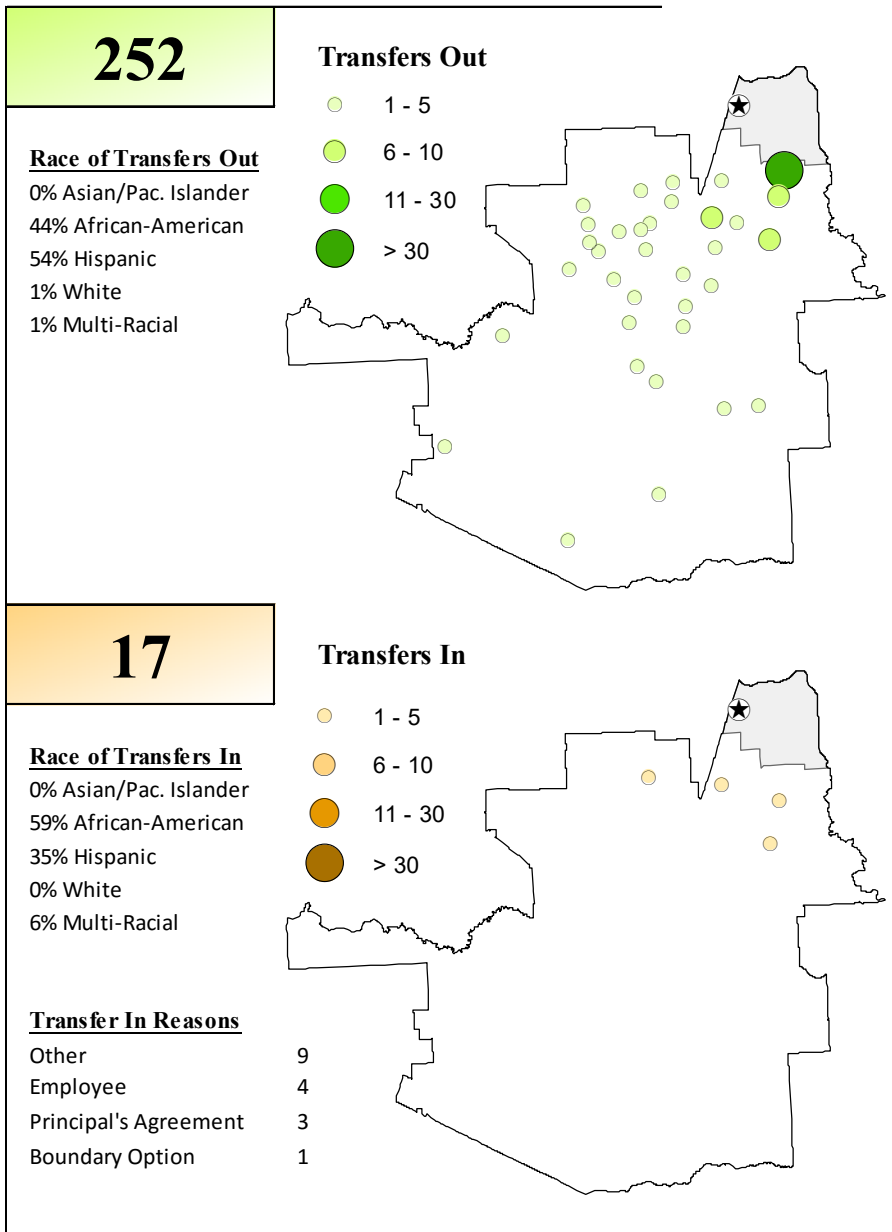 252
Transfers Out
1 - 5
6 - 10
11 - 30
> 30
Race of Transfers Out
0% Asian/Pac. Islander
44% African-American
54% Hispanic
1% White
1% Multi-Racial
17
Transfers In
1 - 5
6 - 10
11 - 30
> 30
Race of Transfers In
0% Asian/Pac. Islander
59% African-American
35% Hispanic
0% White
6% Multi-Racial
Transfer In Reasons
Other 9
Employee 4
Principal's Agreement 3
Boundary Option 1